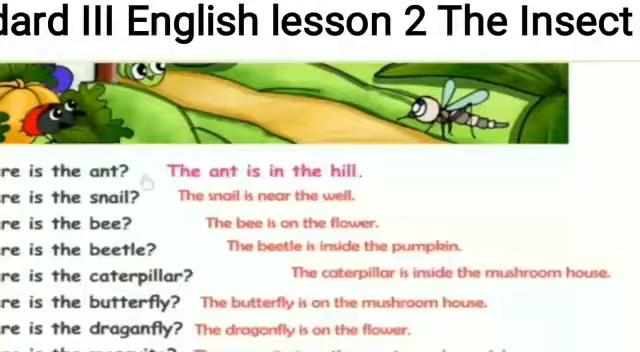 dard III English lesson 2 The Insect
re is the ant? The ant is in the hill.
re is the snail? The snail is near the well.
re is the bee? The bee is on the flower.
re is the beetle? The beetle is inside the pumpkin.
re is the caterpillar? The caterpillar is inside the mushroom house.
re is the butterfly? The butterfly is on the mushroom house.
re is the draganfly? The dragonfly is on the flower.